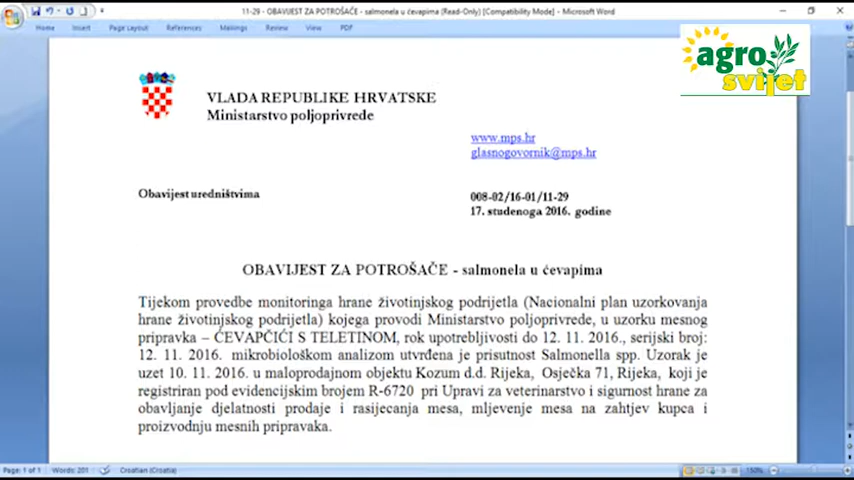 11-29 - OBAVIJEST ZA POTROŠAČE - salmonela u ćevapima (Read-Only) [Compatibility Mode] - Microsoft Word
Home Insert Page Layout References Mailings Review View PDF
agro
svijet
VLADA REPUBLIKE HRVATSKE
Ministarstvo poljoprivrede
www.mps.hr
glasnogovornik@mps.hr
Obavijest uredništvima
008-02/16-01/11-29
17. studenoga 2016. godine
OBAVIJEST ZA POTROŠAČE - salmonela u ćevapima
Tijekom provedbe monitoringa hrane životinjskog podrijetla (Nacionalni plan uzorkovanja
hrane životinjskog podrijetla) kojega provodi Ministarstvo poljoprivrede, u uzorku mesnog
pripravka – ĆEVAPČIĆI S TELETINOM, rok upotrebljivosti do 12. 11. 2016., serijski broj:
12. 11. 2016. mikrobiološkom analizom utvrđena je prisutnost Salmonella spp. Uzorak je
uzet 10. 11. 2016. u maloprodajnom objektu Kozum d.d. Rijeka, Osječka 71, Rijeka, koji je
registriran pod evidencijskim brojem R-6720 pri Upravi za veterinarstvo i sigurnost hrane za
obavljanje djelatnosti prodaje i rasijecanja mesa, mljevenje mesa na zahtjev kupca i
proizvodnju mesnih pripravaka.
Page: 1 of 1 Words: 201 Croatian (Croatia) 150%